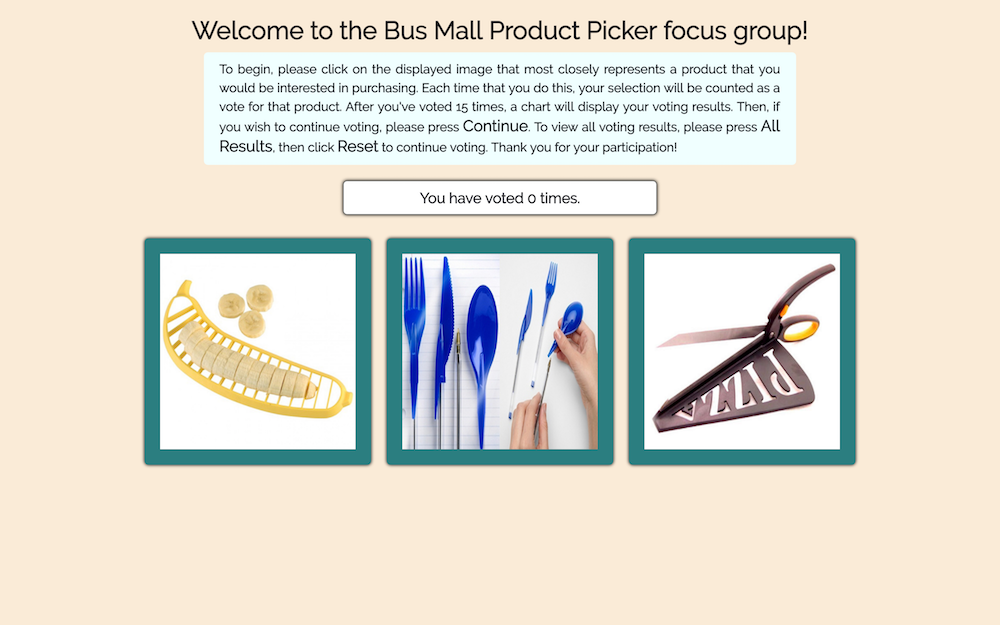 Welcome to the Bus Mall Product Picker focus group!
To begin, please click on the displayed image that most closely represents a product that you
would be interested in purchasing. Each time that you do this, your selection will be counted as a
vote for that product. After you've voted 15 times, a chart will display your voting results. Then, if
you wish to continue voting, please press Continue. To view all voting results, please press All
Results, then click Reset to continue voting. Thank you for your participation!
You have voted 0 times.
PIZZA